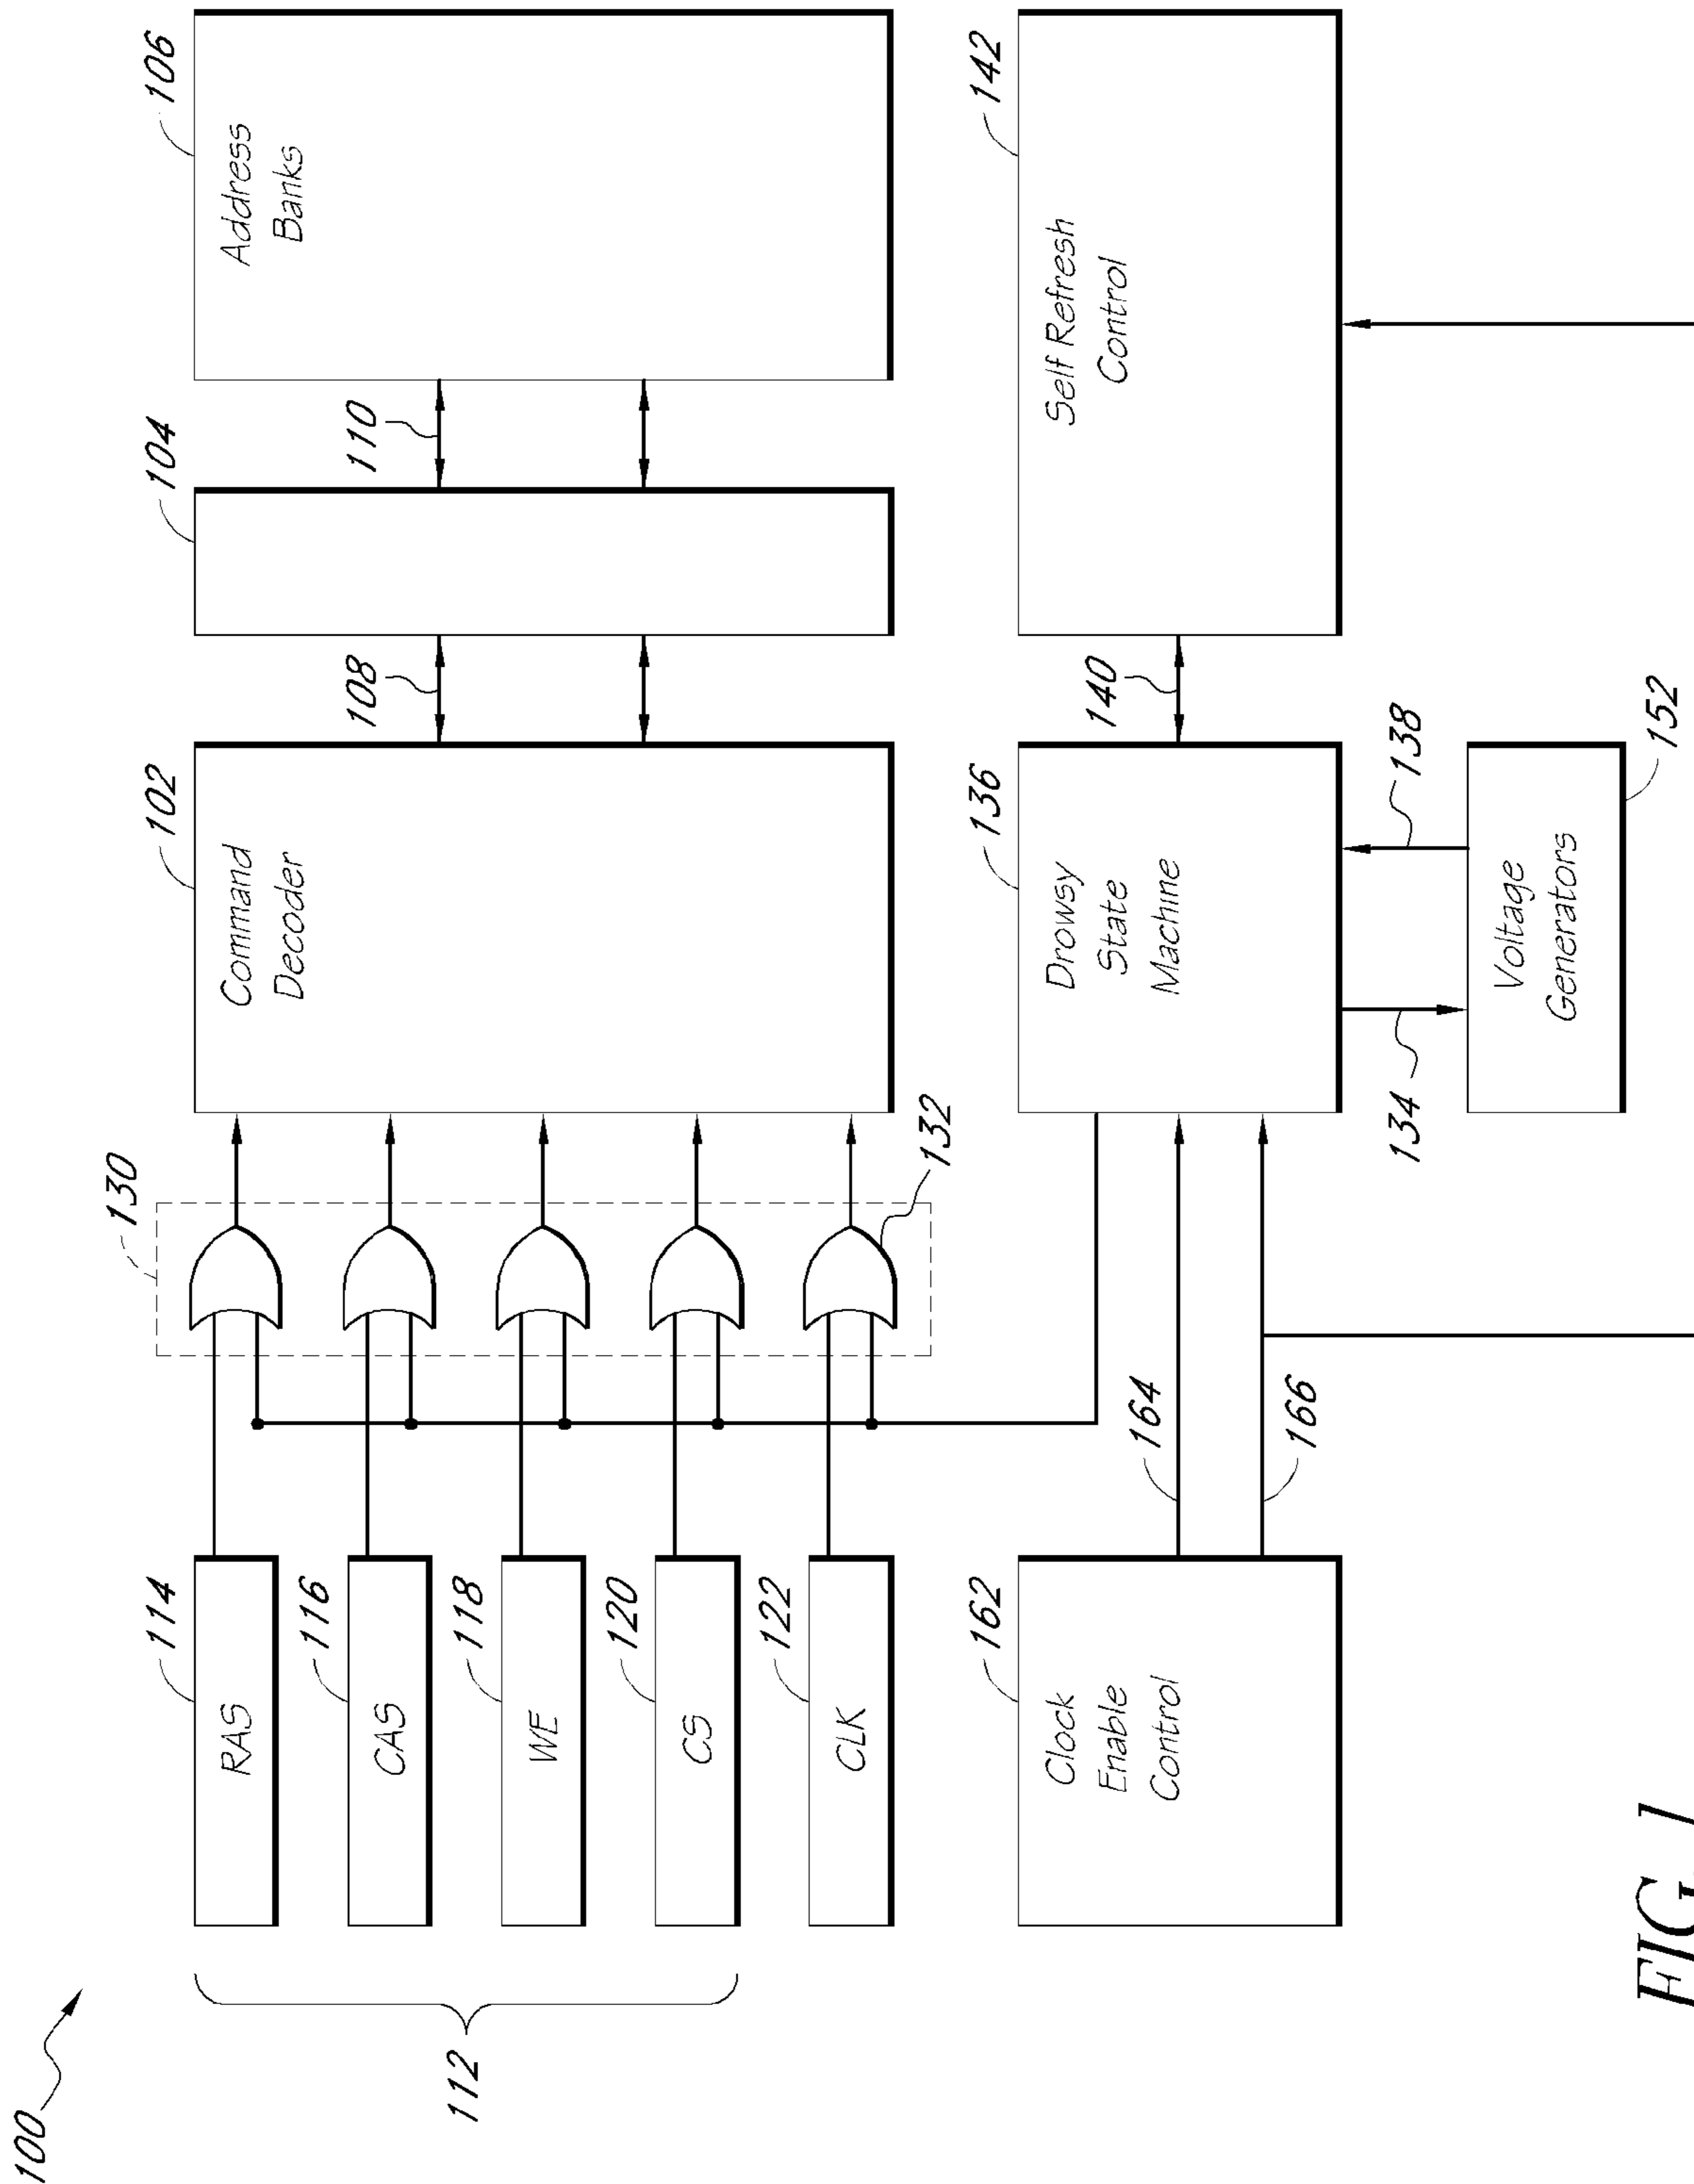 100
112
114
RAS
116
CAS
118
WE
120
CS
122
CLK
130
132
102
Command
Decoder
108
104
110
106
Address
Banks
162
Clock
Enable
Control
164
166
136
Drowsy
State
Machine
140
142
Self Refresh
Control
134
138
Voltage
Generators
152
FIG. 1